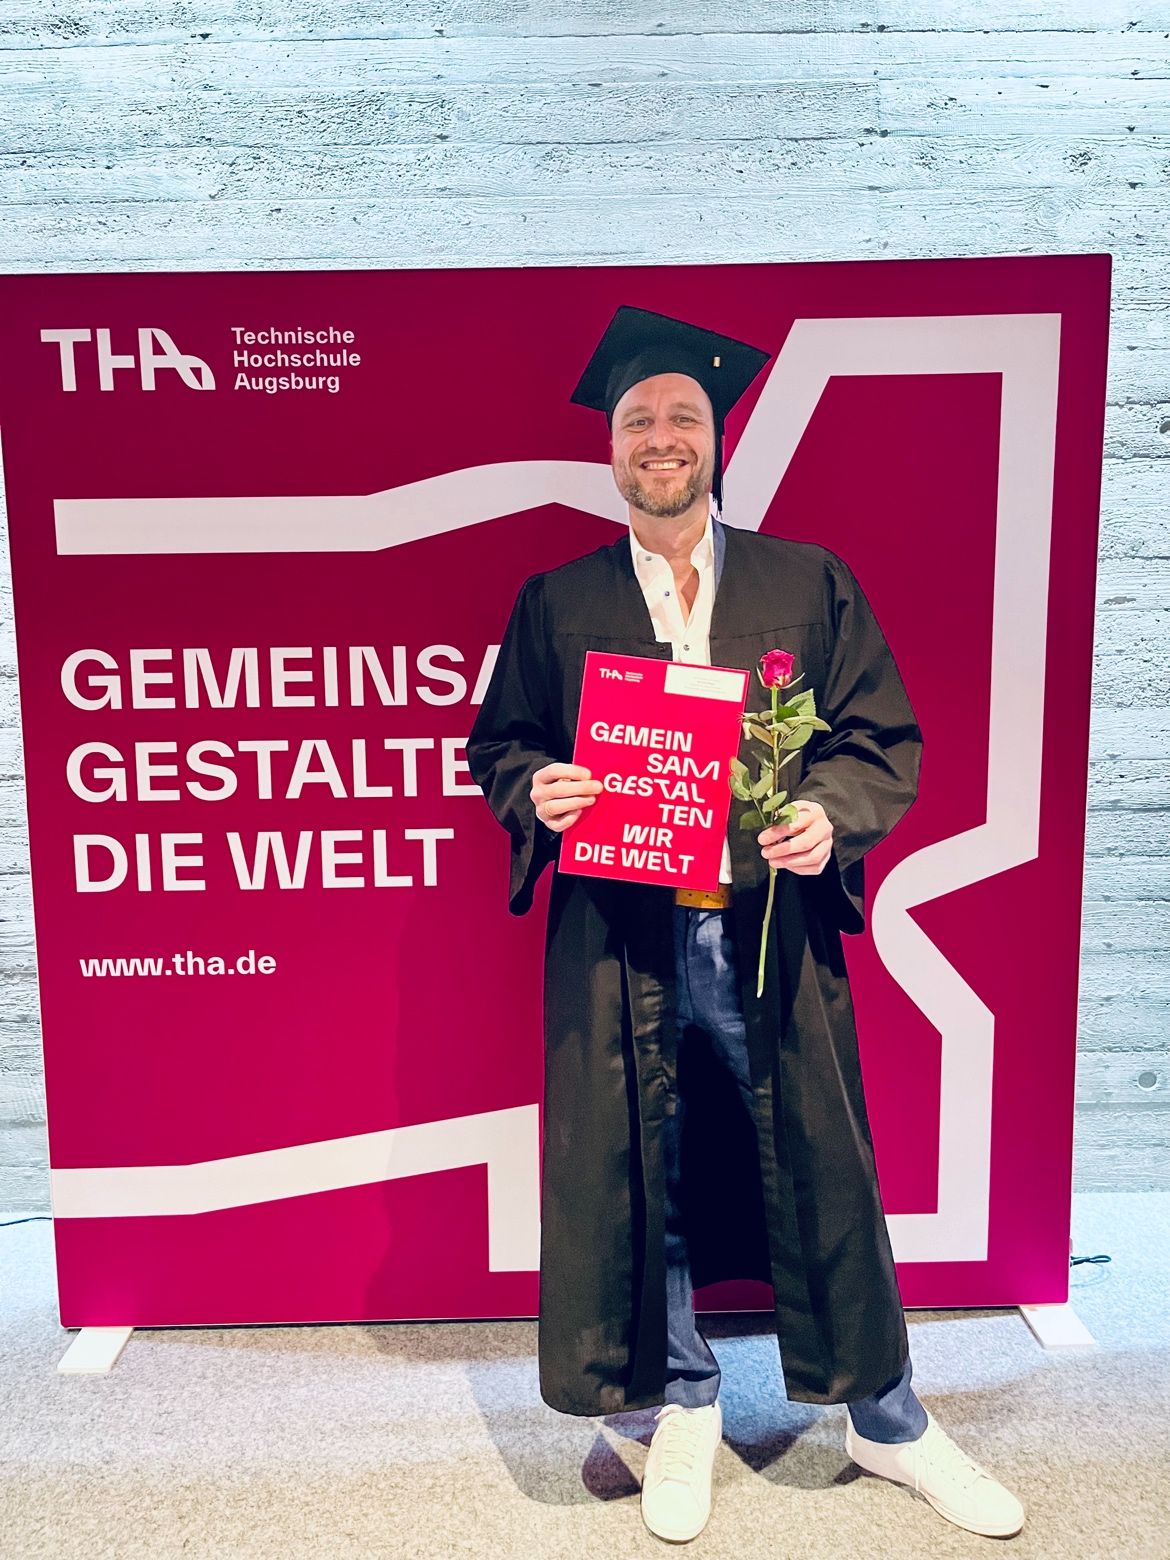 THA
Technische
Hochschule
Augsburg
GEMEINSA
GESTALTE
DIE WELT
www.tha.de
THA
GEMEIN
SAM
GESTAL
TEN
WIR
DIE WELT